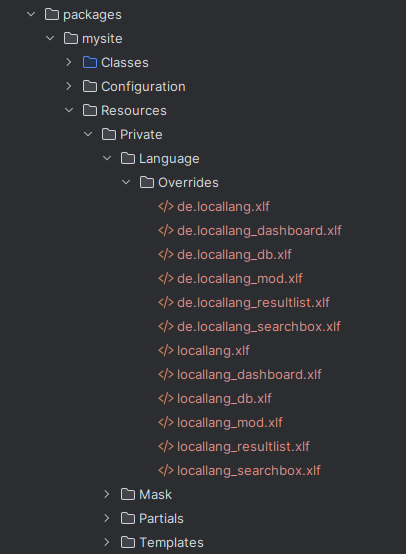 packages
mysite
Classes
Configuration
Resources
Private
Language
Overrides
de.locallang.xlf
de.locallang_dashboard.xlf
de.locallang_db.xlf
de.locallang_mod.xlf
de.locallang_resultlist.xlf
de.locallang_searchbox.xlf
locallang.xlf
locallang_dashboard.xlf
locallang_db.xlf
locallang_mod.xlf
locallang_resultlist.xlf
locallang_searchbox.xlf
Mask
Partials
Templates